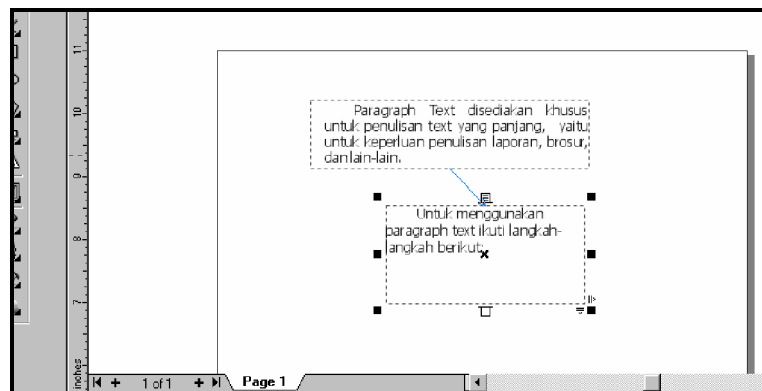 11
10
9
8
7
inches
Paragraph Text disediakan khusus
untuk penulisan text yang panjang, yaitu
untuk keperluan penulisan laporan, brosur,
dan lain-lain.
Untuk menggunakan
paragraph text ikuti langkah-
langkah berikut:
1 of 1
Page 1